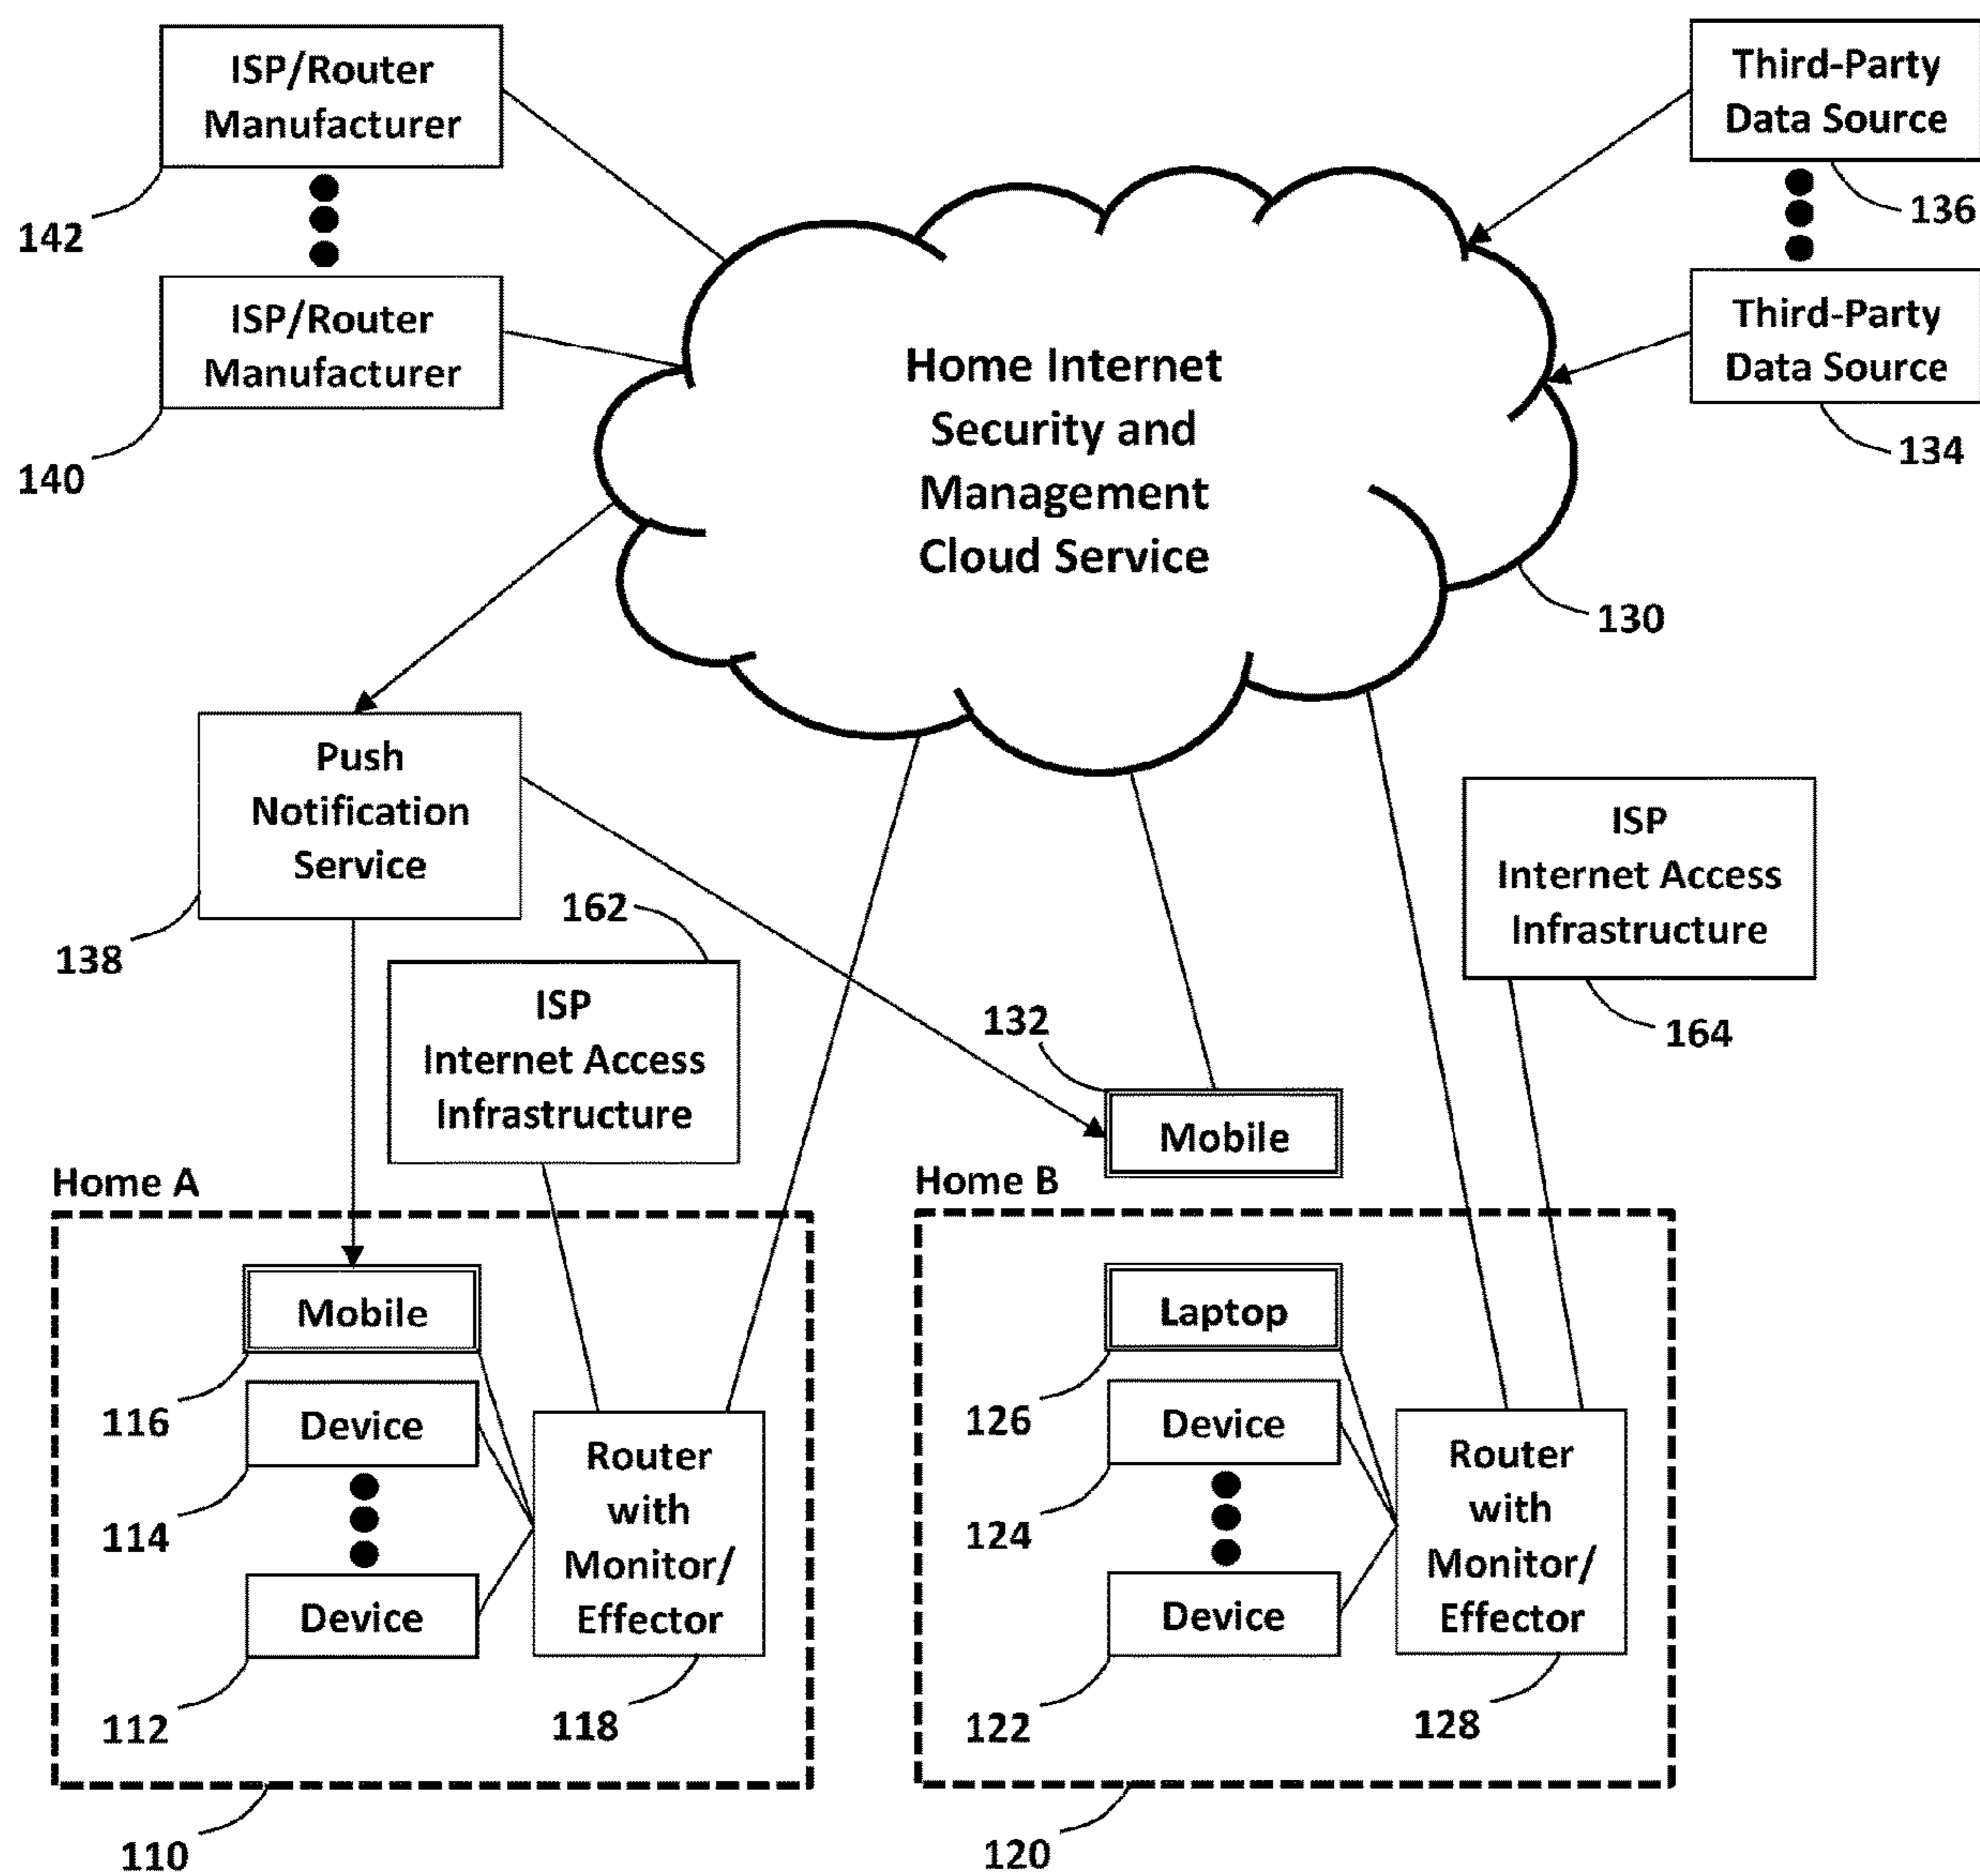 ISP/Router
Manufacturer
142
ISP/Router
Manufacturer
140
Third-Party
Data Source
136
Third-Party
Data Source
134
Home Internet
Security and
Management
Cloud Service
130
Push
Notification
Service
138
162
ISP
Internet Access
Infrastructure
132
Mobile
ISP
Internet Access
Infrastructure
164
Home A
Mobile
116
Device
114
Device
112
Router
with
Monitor/
Effector
118
110
Home B
Laptop
126
Device
124
Device
122
Router
with
Monitor/
Effector
128
120